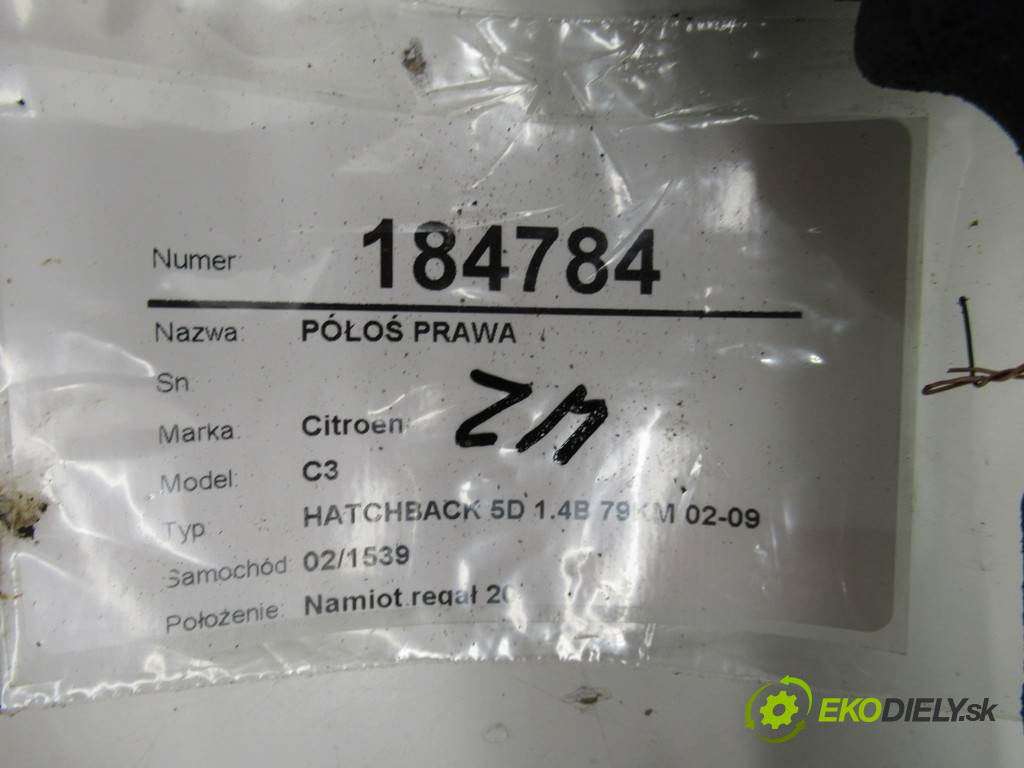 Numer: 184784
Nazwa: PÓŁOŚ PRAWA
Sn
Marka: Citroen
Model: C3
Typ HATCHBACK 5D 1.4B 79KM 02-09
Samochód 02/1539
Położenie: Namiot regał 20
EKODIELY.sk